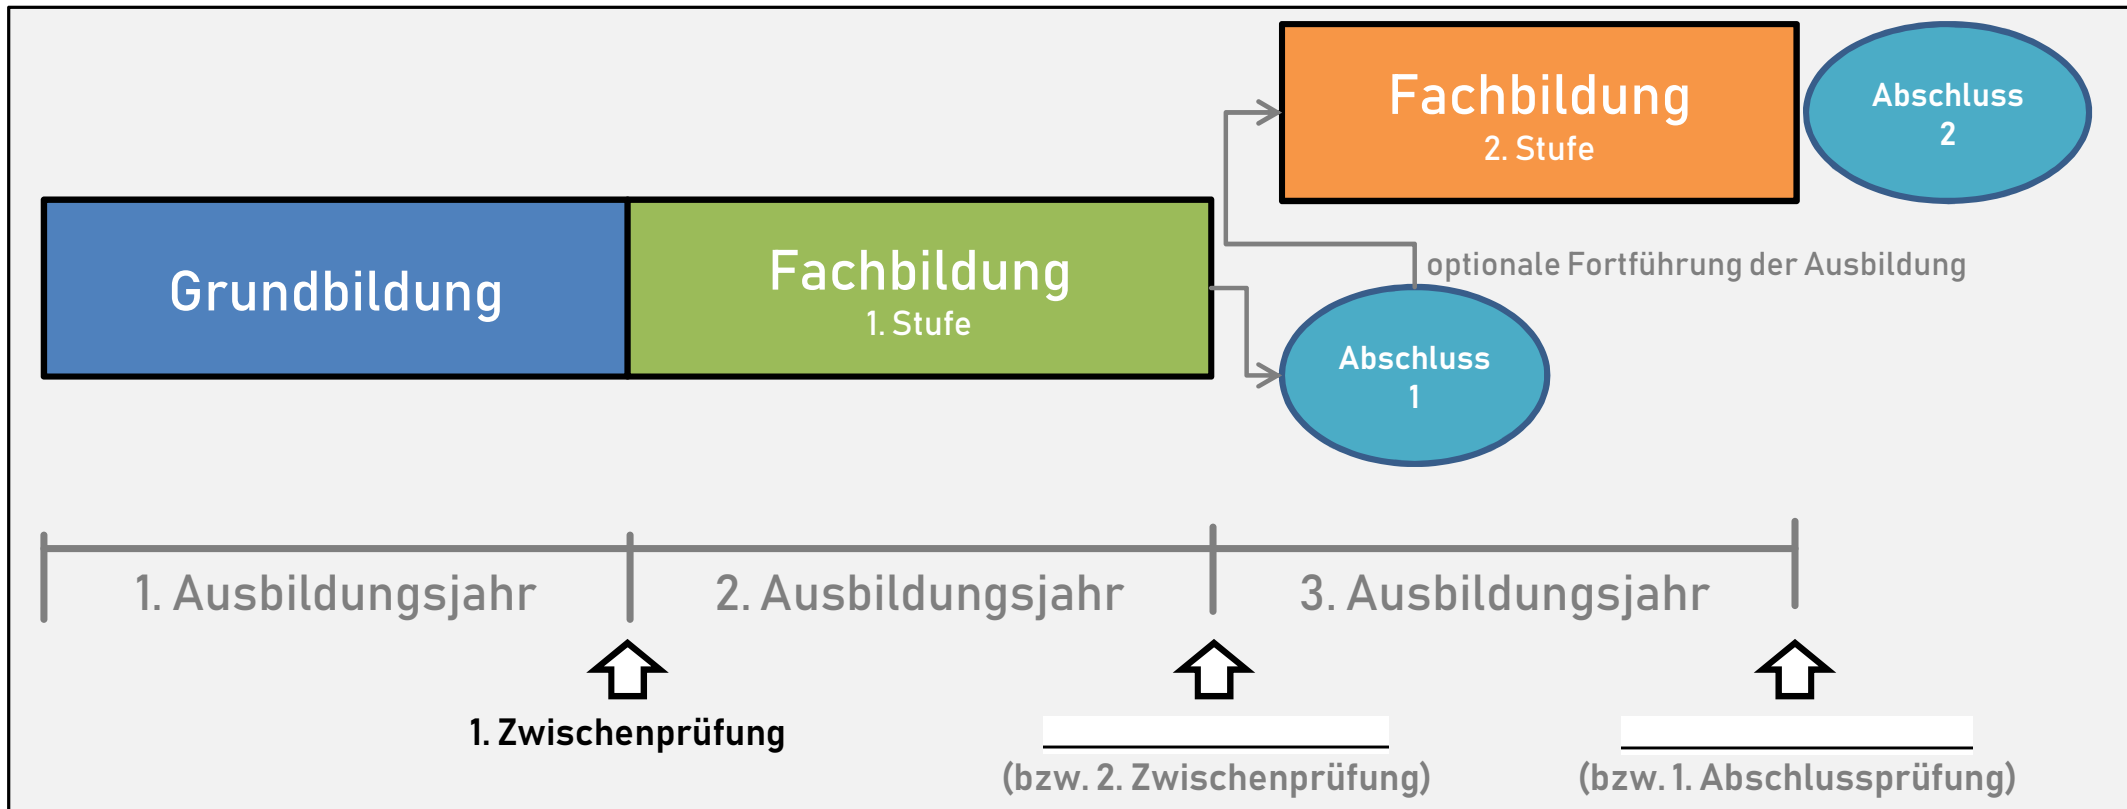 Fachbildung
2. Stufe
Abschluss
2
Grundbildung
Fachbildung
1. Stufe
optionale Fortführung der Ausbildung
Abschluss
1
1. Ausbildungsjahr
2. Ausbildungsjahr
3. Ausbildungsjahr
1. Zwischenprüfung
(bzw. 2. Zwischenprüfung)
(bzw. 1. Abschlussprüfung)